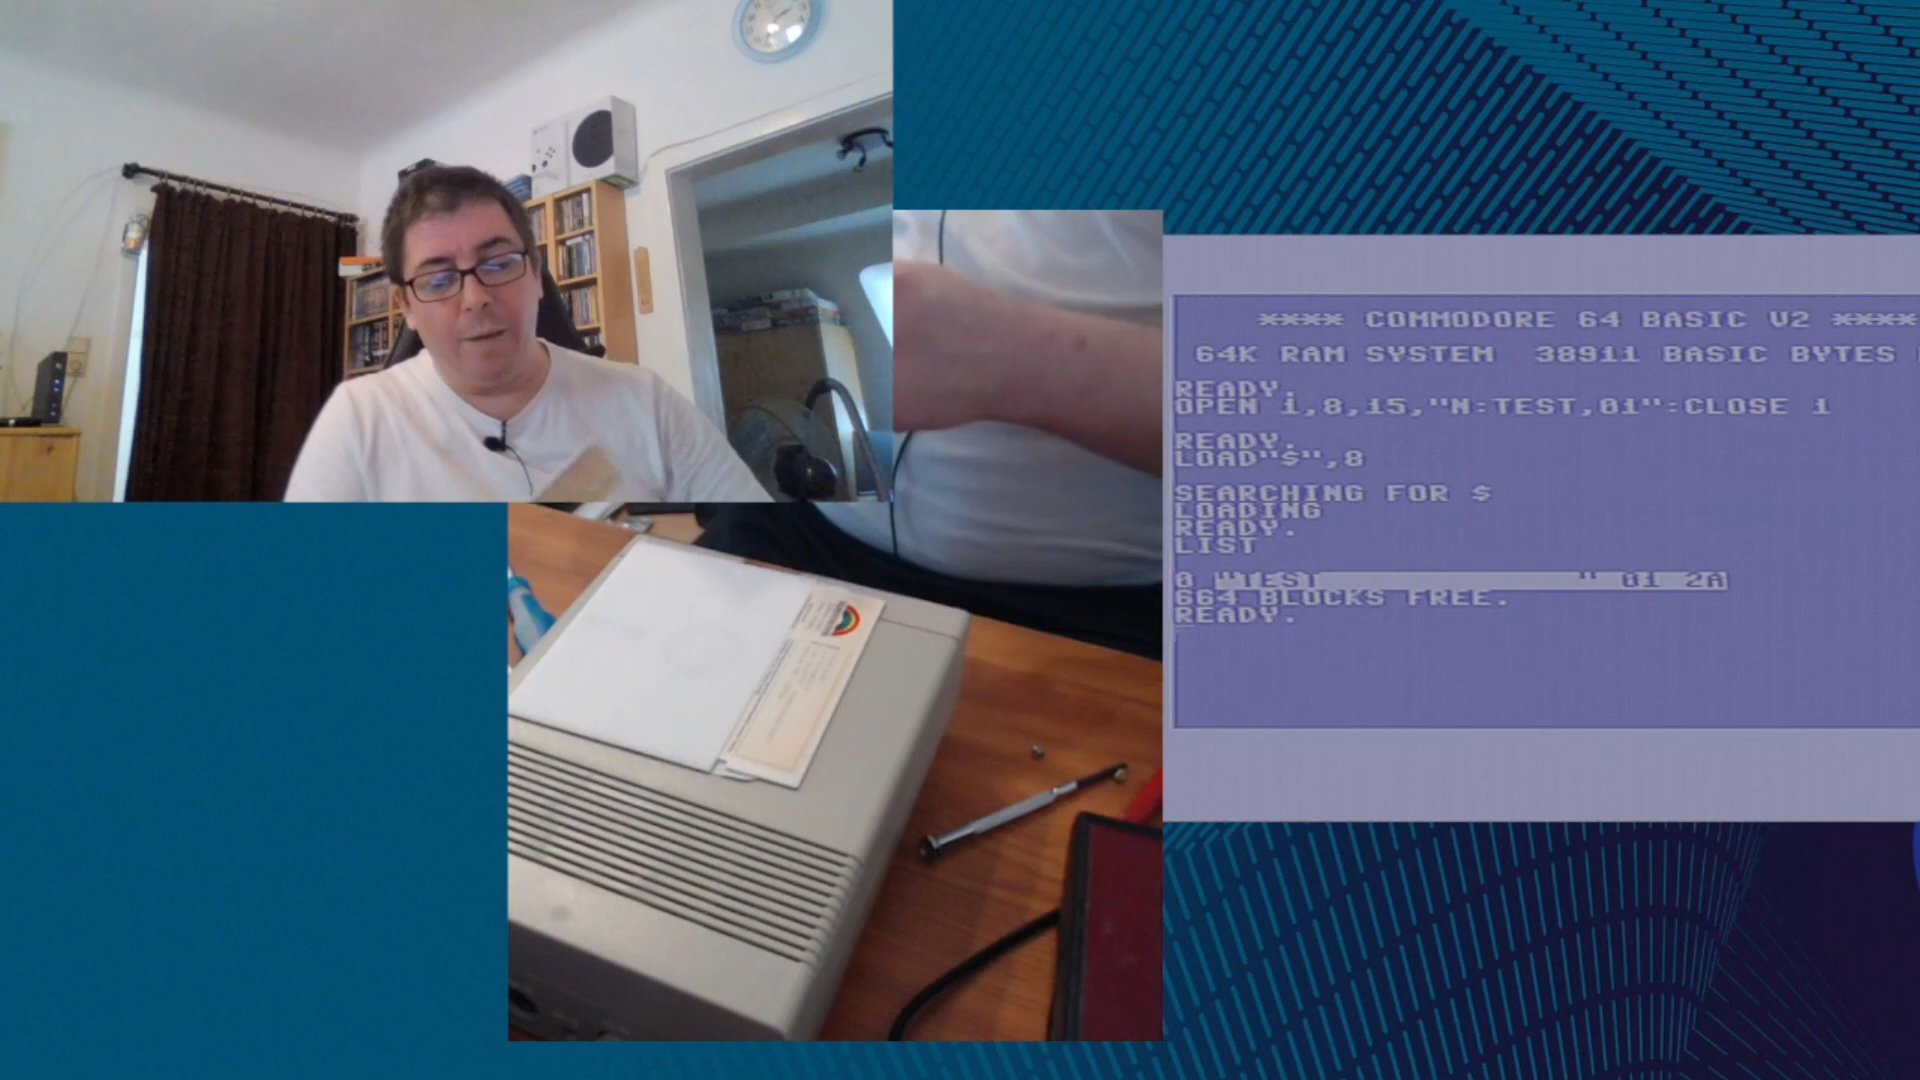 **** COMMODORE 64 BASIC V2 ****
64K RAM SYSTEM 38911 BASIC BYTES
READY.
OPEN 1,8,15,"N:TEST,01":CLOSE 1
READY.
LOAD"$",8
SEARCHING FOR $
LOADING
READY.
LIST
0 "TEST " 01 2A
664 BLOCKS FREE.
READY.